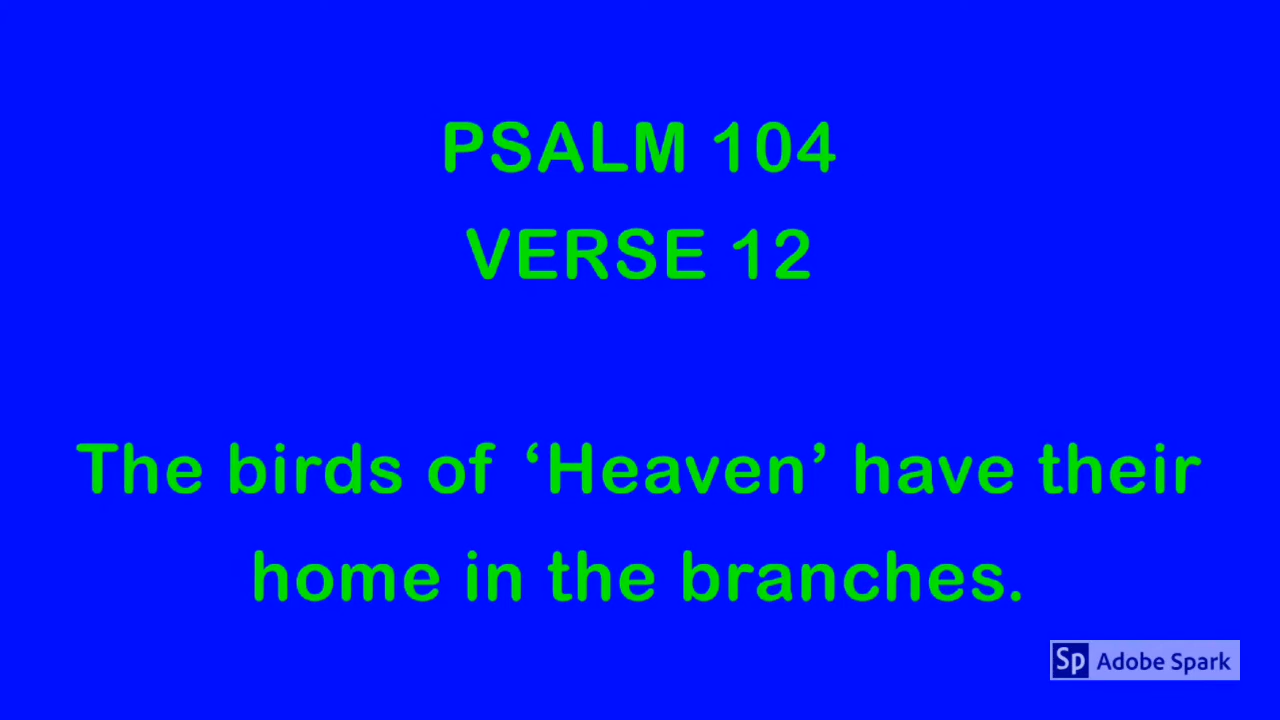 PSALM 104
VERSE 12
The birds of ‘Heaven’ have their
home in the branches.
Sp Adobe Spark